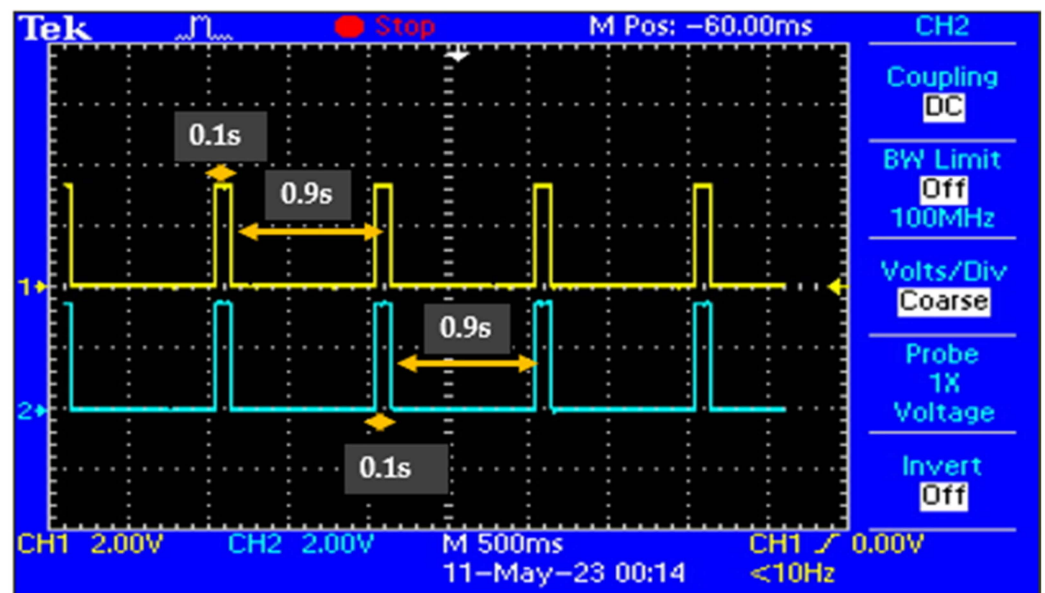 Tek Stop M Pos: −60.00ms CH2
Coupling
DC
0.1s
BW Limit
Off
100MHz
0.9s
Volts/Div
Coarse
1
0.9s
Probe
1X
Voltage
2
0.1s
Invert
Off
CH1 2.00V CH2 2.00V M 500ms CH1 0.00V
11−May−23 00:14 <10Hz